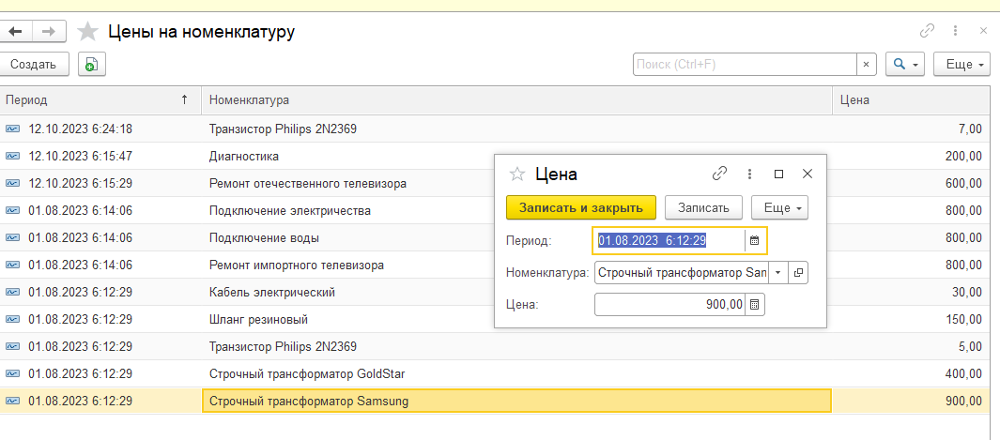 Цены на номенклатуру
Создать
Поиск (Ctrl+F)
×
Еще
Период ↑ Номенклатура Цена
12.10.2023 6:24:18 Транзистор Philips 2N2369 7,00
12.10.2023 6:15:47 Диагностика 200,00
12.10.2023 6:15:29 Ремонт отечественного телевизора 600,00
01.08.2023 6:14:06 Подключение электричества 800,00
01.08.2023 6:14:06 Подключение воды 800,00
01.08.2023 6:14:06 Ремонт импортного телевизора 800,00
01.08.2023 6:12:29 Кабель электрический 30,00
01.08.2023 6:12:29 Шланг резиновый 150,00
01.08.2023 6:12:29 Транзистор Philips 2N2369 5,00
01.08.2023 6:12:29 Строчный трансформатор GoldStar 400,00
01.08.2023 6:12:29 Строчный трансформатор Samsung 900,00
Цена
Записать и закрыть Записать Еще
Период: 01.08.2023 6:12:29
Номенклатура: Строчный трансформатор San
Цена: 900,00